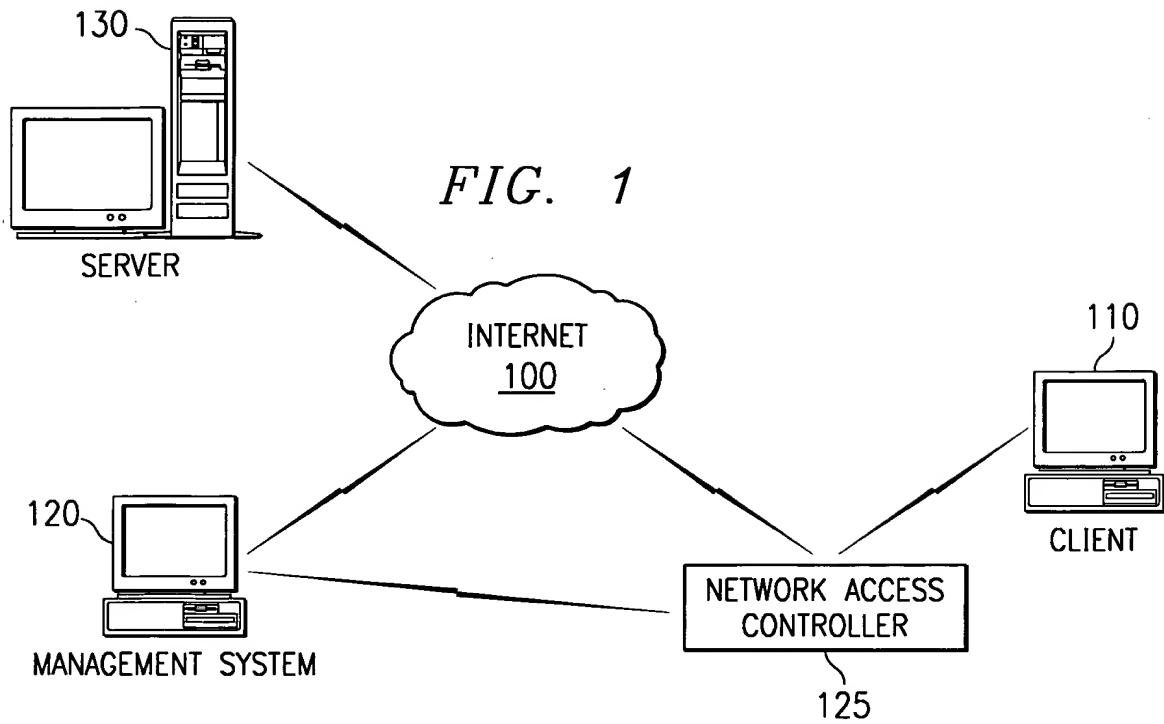 130
FIG. 1
SERVER
INTERNET
100
110
120
CLIENT
NETWORK ACCESS
CONTROLLER
MANAGEMENT SYSTEM
125